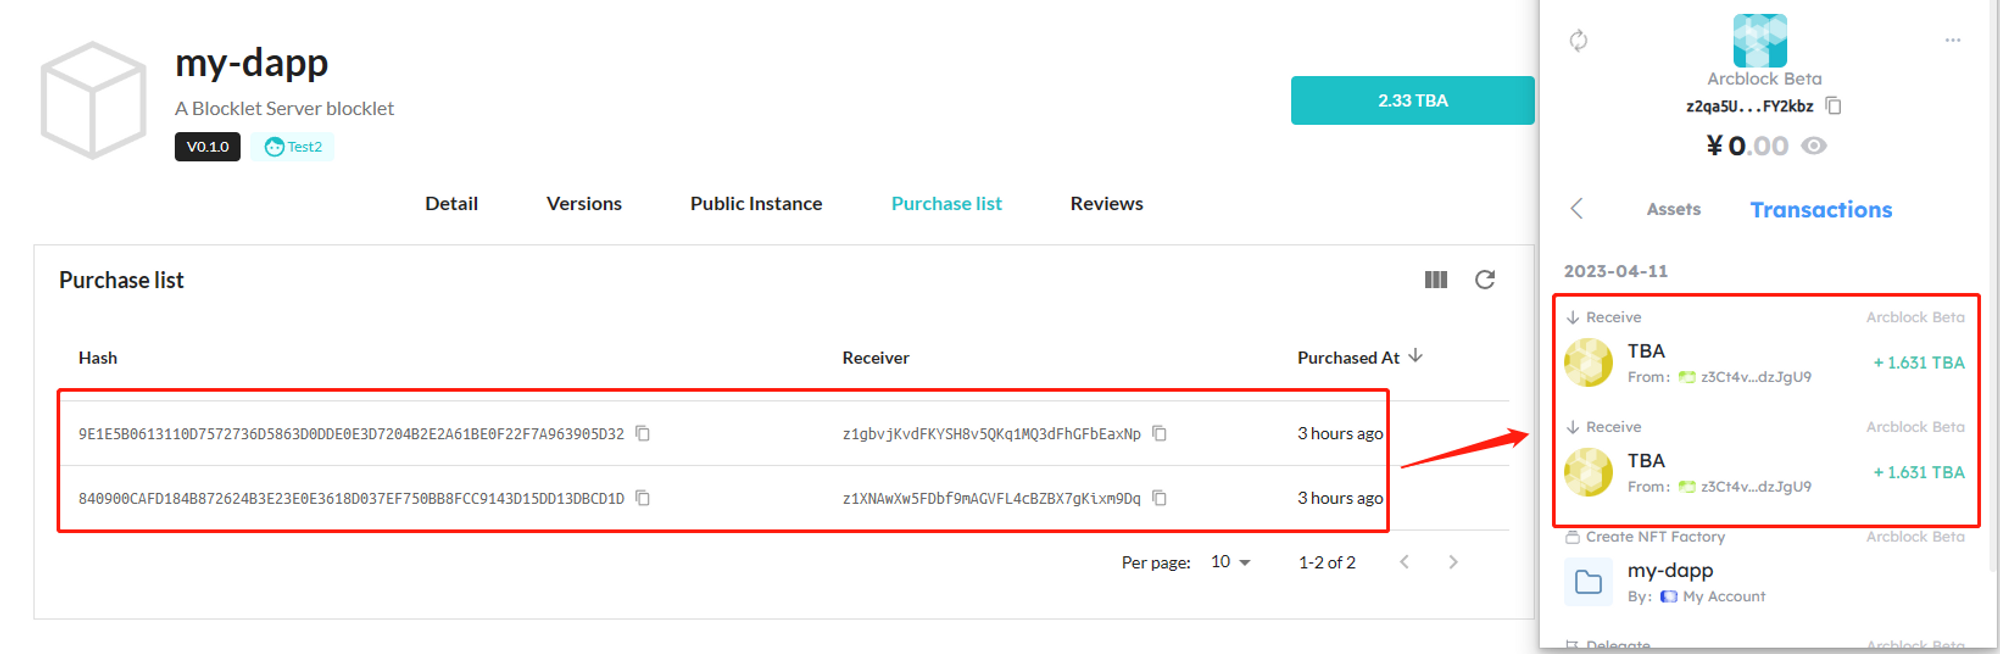 my-dapp
A Blocklet Server blocklet
V0.1.0 Test2
2.33 TBA
Detail Versions Public Instance Purchase list Reviews
Purchase list
Hash Receiver Purchased At
9E1E5B0613110D7572736D5863D0DDE0E3D7204B2E2A61BE0F22F7A963905D32 z1gbvjKvdFKYSH8v5QKq1MQ3dFhGFbEaxNp 3 hours ago
840900CAFD184B872624B3E23E0E3618D037EF750BB8FCC9143D15DD13DBCD1D z1XNAwXw5FDbf9mAGVFL4cBZBX7gKixm9Dq 3 hours ago
Per page: 10 1-2 of 2
Arcblock Beta
z2qa5U...FY2kbz
¥ 0.00
Assets Transactions
2023-04-11
Receive Arcblock Beta
TBA
+ 1.631 TBA
From: z3Ct4v...dzJgU9
Receive Arcblock Beta
TBA
+ 1.631 TBA
From: z3Ct4v...dzJgU9
Create NFT Factory Arcblock Beta
my-dapp
By: My Account
Delegate Arcblock Beta